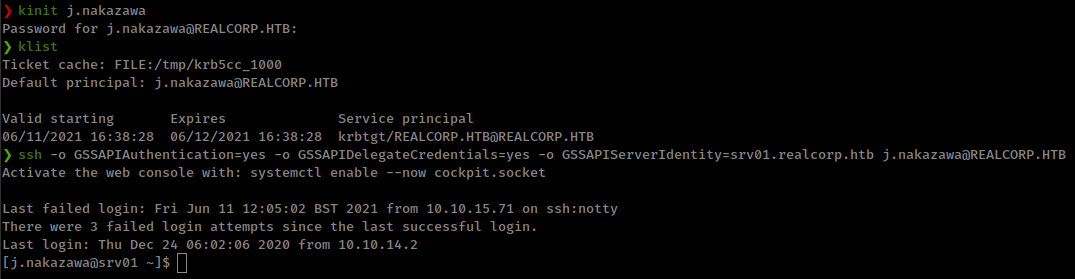 ❯ kinit j.nakazawa
Password for j.nakazawa@REALCORP.HTB:
❯ klist
Ticket cache: FILE:/tmp/krb5cc_1000
Default principal: j.nakazawa@REALCORP.HTB
Valid starting       Expires              Service principal
06/11/2021 16:38:28  06/12/2021 16:38:28  krbtgt/REALCORP.HTB@REALCORP.HTB
❯ ssh -o GSSAPIAuthentication=yes -o GSSAPIDelegateCredentials=yes -o GSSAPIServerIdentity=srv01.realcorp.htb j.nakazawa@REALCORP.HTB
Activate the web console with: systemctl enable --now cockpit.socket
Last failed login: Fri Jun 11 12:05:02 BST 2021 from 10.10.15.71 on ssh:notty
There were 3 failed login attempts since the last successful login.
Last login: Thu Dec 24 06:02:06 2020 from 10.10.14.2
[j.nakazawa@srv01 ~]$